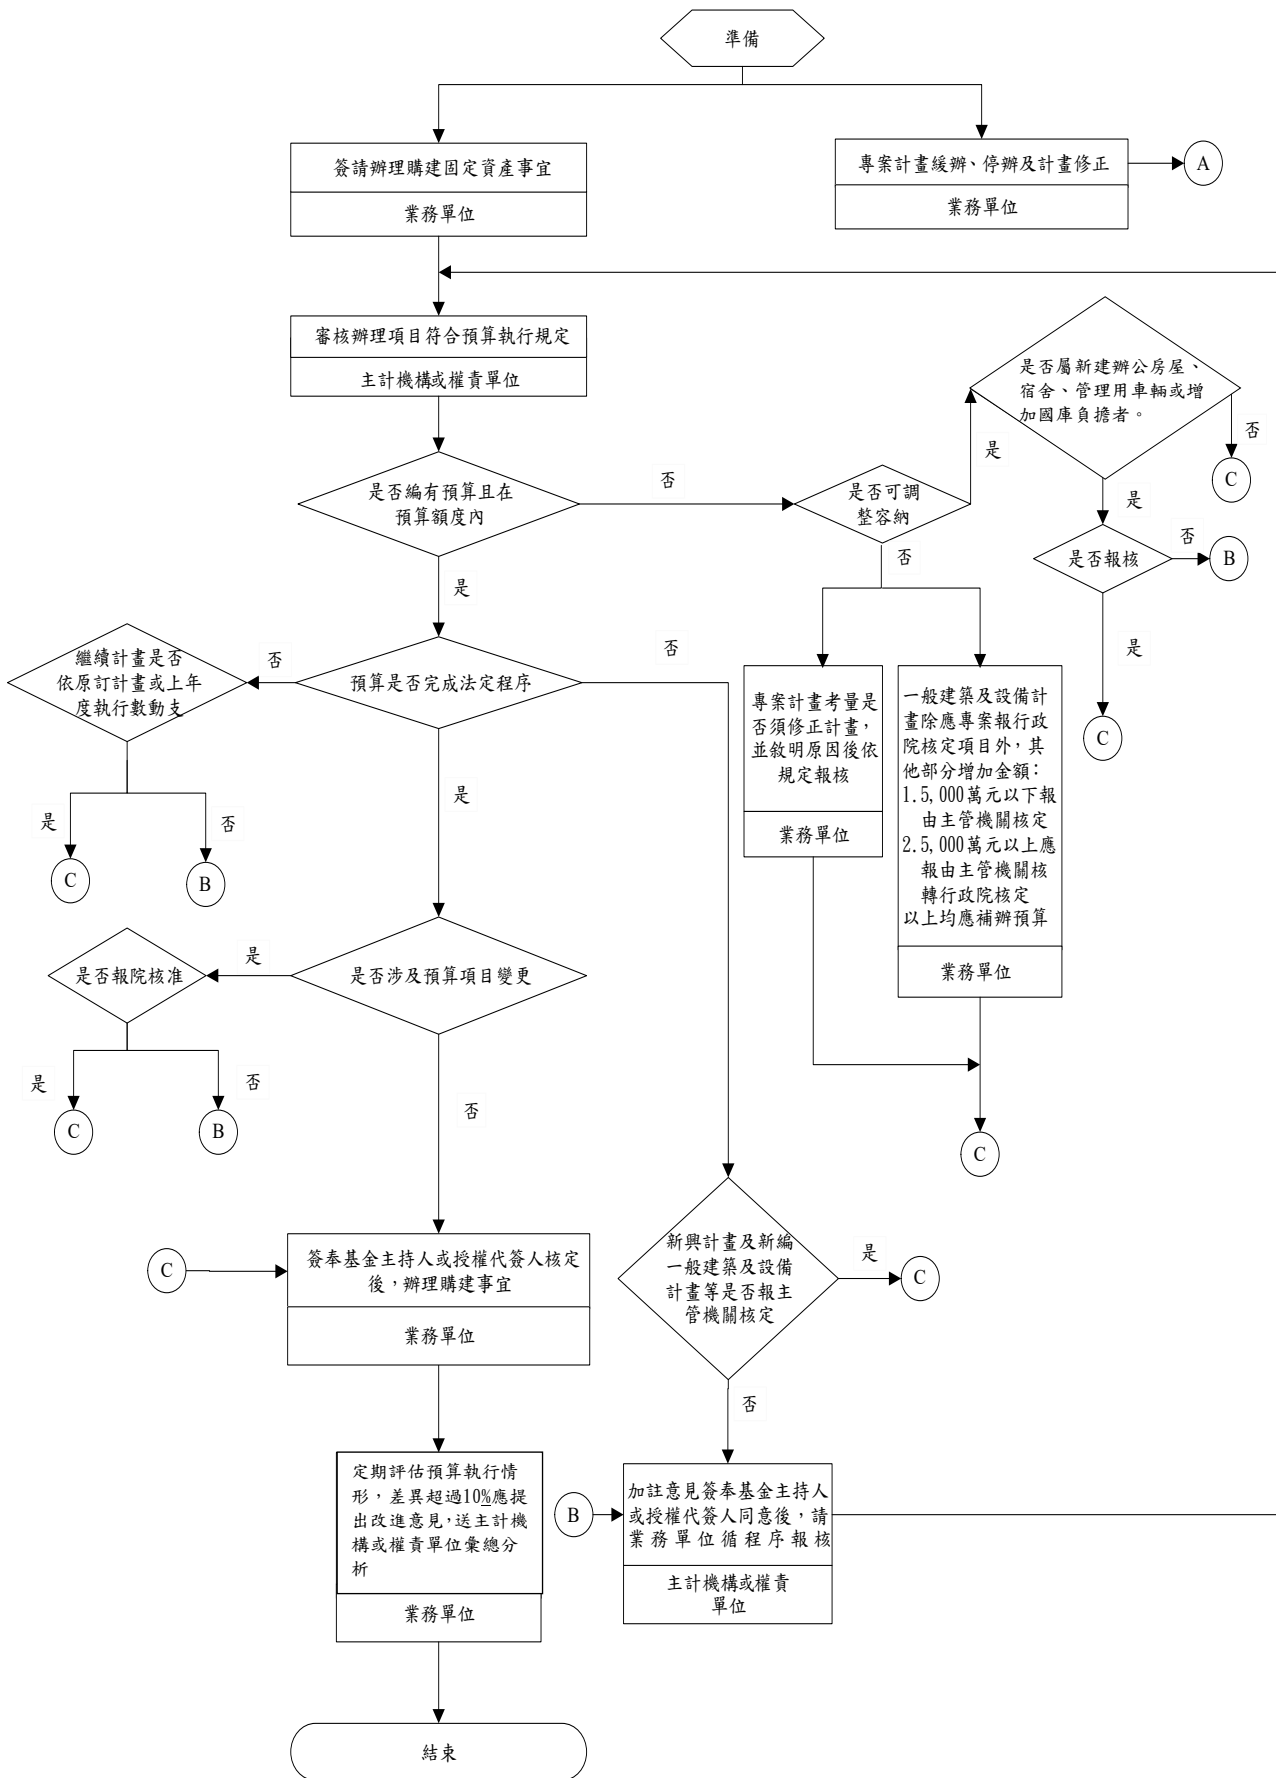 準備
簽請辦理購建固定資產事宜
業務單位
專案計畫緩辦、停辦及計畫修正
業務單位
A
審核辦理項目符合預算執行規定
主計機構或權責單位
是否屬新建辦公房屋、
宿舍、管理用車輛或增
加國庫負擔者。
否
C
是
是否編有預算且在
預算額度內
否
是否可調
整容納
是
否
是否報核
否
B
是
C
是
預算是否完成法定程序
否
繼續計畫是否
依原訂計畫或上年
度執行數動支
是
C
否
B
否
專案計畫考量是
否須修正計畫，
並敘明原因後依
規定報核
業務單位
一般建築及設備計
畫除應專案報行政
院核定項目外，其
他部分增加金額：
1.5,000萬元以下報
由主管機關核定
2.5,000萬元以上應
報由主管機關核
轉行政院核定
以上均應補辦預算
業務單位
C
是
是否涉及預算項目變更
是
是否報院核准
是
C
否
B
否
C
簽奉基金主持人或授權代簽人核定
後，辦理購建事宜
業務單位
新興計畫及新編
一般建築及設備
計畫等是否報主
管機關核定
是
C
否
定期評估預算執行情
形，差異超過10%應提
出改進意見,送主計機
構或權責單位彙總分
析
業務單位
B
加註意見簽奉基金主持人
或授權代簽人同意後，請
業務單位循程序報核
主計機構或權責
單位
結束